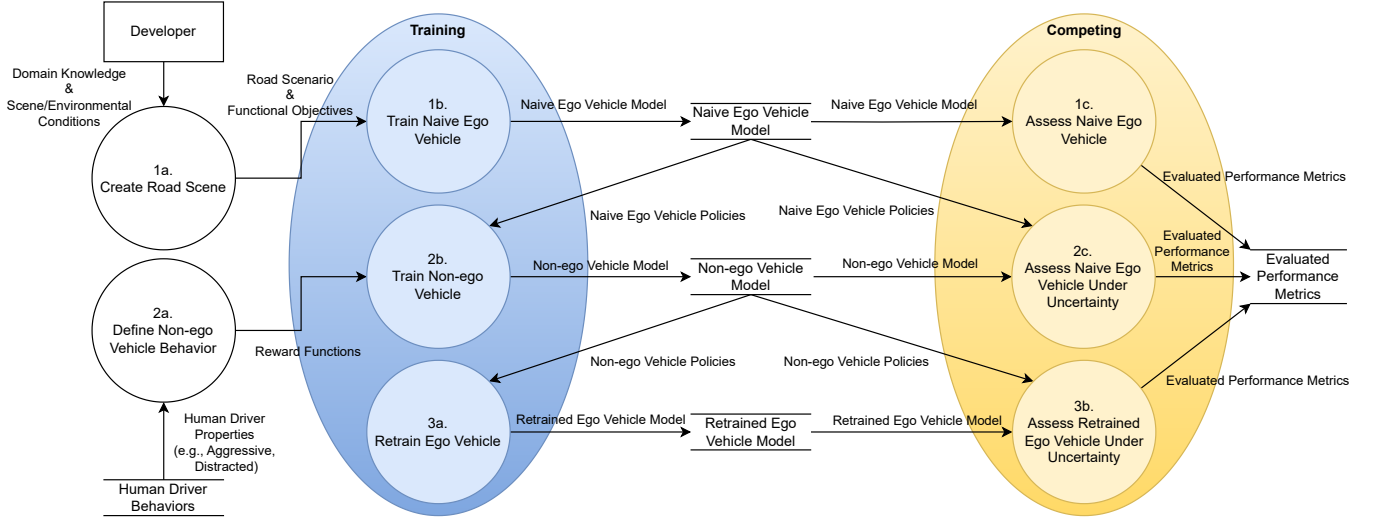 Developer
Training
Competing
Domain Knowledge
&
Scene/Environmental
Conditions
Road Scenario
&
Functional Objectives
1a.
Create Road Scene
1b.
Train Naive Ego
Vehicle
Naive Ego Vehicle Model
Naive Ego Vehicle
Model
Naive Ego Vehicle Model
1c.
Assess Naive Ego
Vehicle
Evaluated Performance Metrics
Naive Ego Vehicle Policies
Naive Ego Vehicle Policies
2a.
Define Non-ego
Vehicle Behavior
Reward Functions
2b.
Train Non-ego
Vehicle
Non-ego Vehicle Model
Non-ego Vehicle
Model
Non-ego Vehicle Model
2c.
Assess Naive Ego
Vehicle Under
Uncertainty
Evaluated
Performance
Metrics
Evaluated
Performance
Metrics
Non-ego Vehicle Policies
Non-ego Vehicle Policies
Human Driver
Properties
(e.g., Aggressive,
Distracted)
Human Driver
Behaviors
3a.
Retrain Ego Vehicle
Retrained Ego Vehicle Model
Retrained Ego
Vehicle Model
Retrained Ego Vehicle Model
3b.
Assess Retrained
Ego Vehicle Under
Uncertainty
Evaluated Performance Metrics